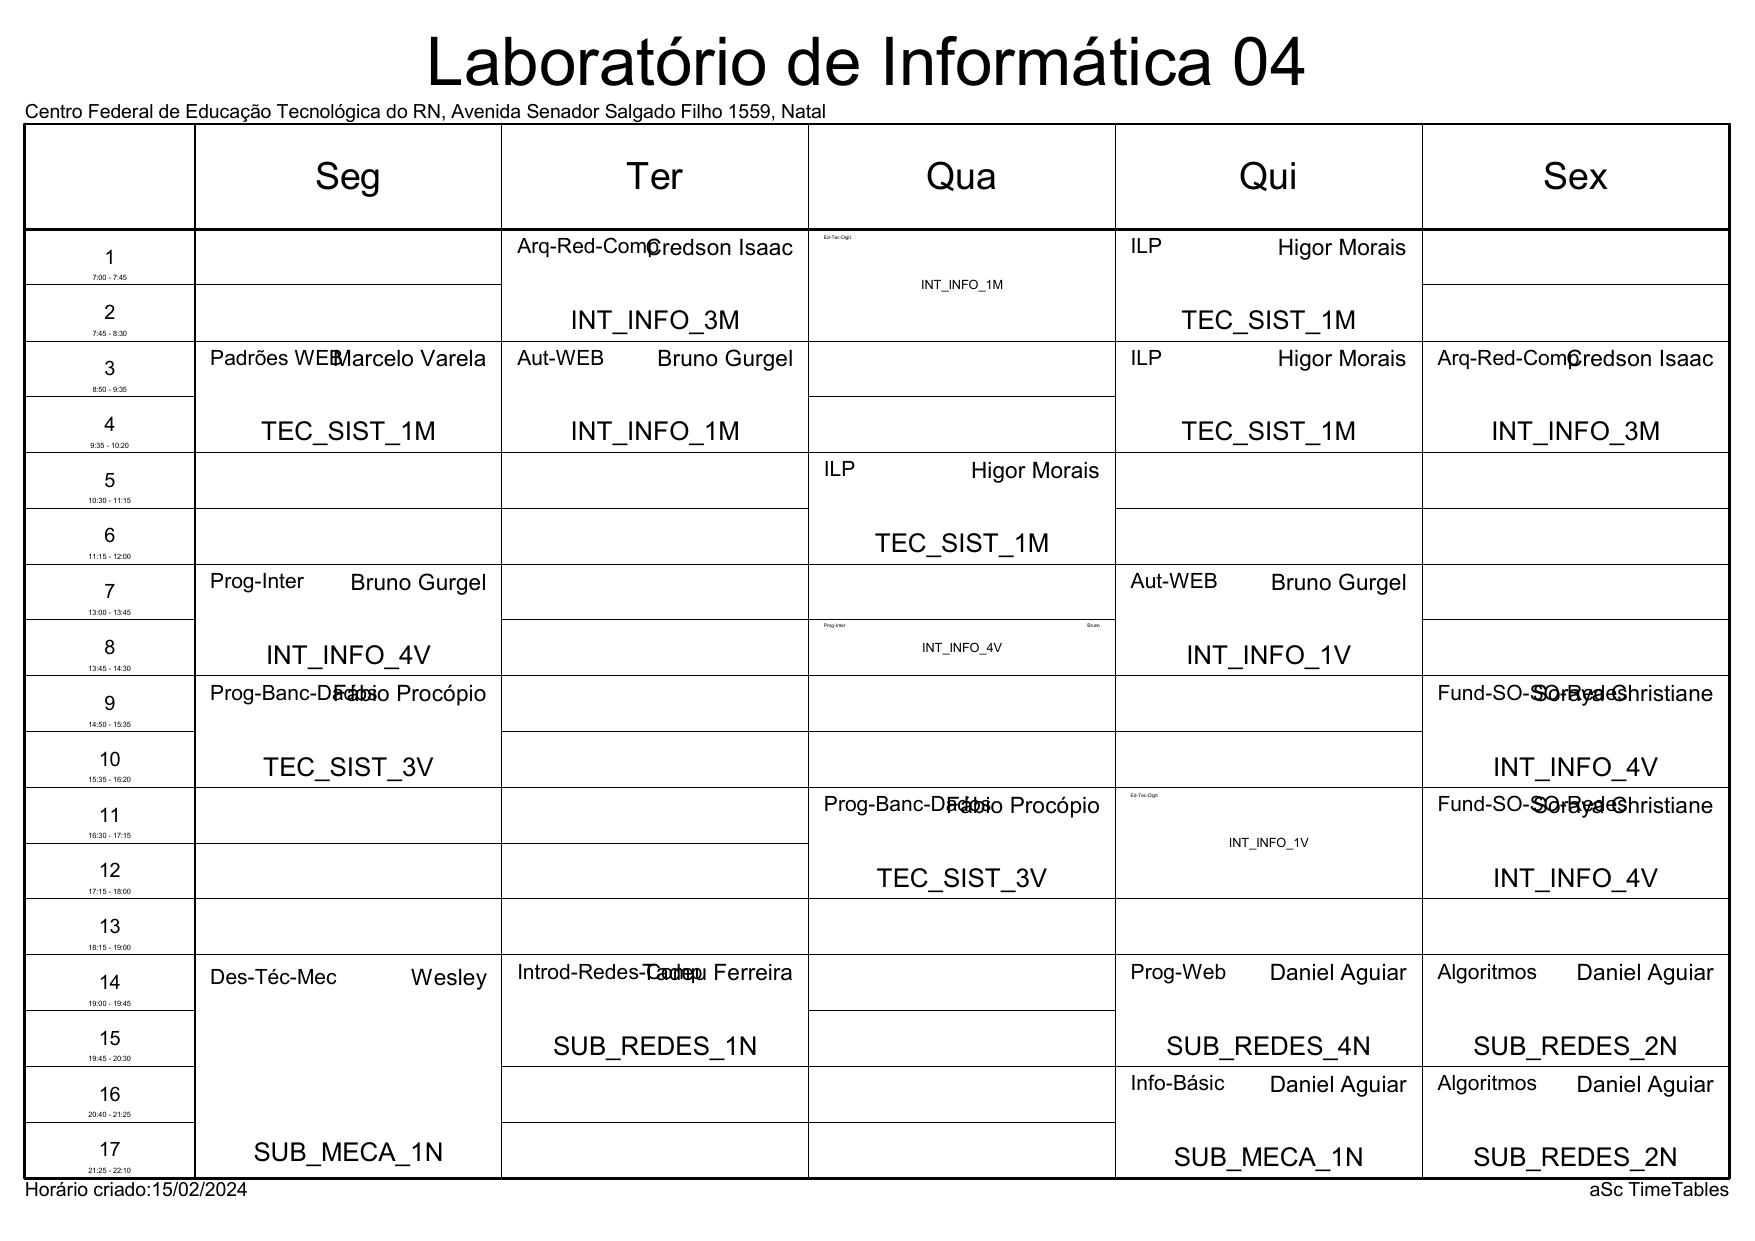 Laboratório de Informática 04
Centro Federal de Educação Tecnológica do RN, Avenida Senador Salgado Filho 1559, Natal
Seg Ter Qua Qui Sex
1
7:00 - 7:45
Arq-Red-Comp Credson Isaac
INT_INFO_3M
Ed-Tec-Digit.
INT_INFO_1M
ILP Higor Morais
TEC_SIST_1M
2
7:45 - 8:30
3
8:50 - 9:35
Padrões WEB Marcelo Varela
TEC_SIST_1M
Aut-WEB Bruno Gurgel
INT_INFO_1M
ILP Higor Morais
TEC_SIST_1M
Arq-Red-Comp Credson Isaac
INT_INFO_3M
4
9:35 - 10:20
5
10:30 - 11:15
ILP Higor Morais
TEC_SIST_1M
6
11:15 - 12:00
7
13:00 - 13:45
Prog-Inter Bruno Gurgel
INT_INFO_4V
Aut-WEB Bruno Gurgel
INT_INFO_1V
8
13:45 - 14:30
Prog-Inter Bruno
INT_INFO_4V
9
14:50 - 15:35
Prog-Banc-Dados Fábio Procópio
TEC_SIST_3V
Fund-SO-SO-Redes Soraya Christiane
INT_INFO_4V
10
15:35 - 16:20
11
16:30 - 17:15
Prog-Banc-Dados Fábio Procópio
TEC_SIST_3V
Ed-Tec-Digit.
INT_INFO_1V
Fund-SO-SO-Redes Soraya Christiane
INT_INFO_4V
12
17:15 - 18:00
13
18:15 - 19:00
14
19:00 - 19:45
Des-Téc-Mec Wesley
SUB_MECA_1N
Introd-Redes-Comp Tadeu Ferreira
SUB_REDES_1N
Prog-Web Daniel Aguiar
SUB_REDES_4N
Algoritmos Daniel Aguiar
SUB_REDES_2N
15
19:45 - 20:30
16
20:40 - 21:25
Info-Básic Daniel Aguiar
SUB_MECA_1N
Algoritmos Daniel Aguiar
SUB_REDES_2N
17
21:25 - 22:10
Horário criado:15/02/2024 aSc TimeTables